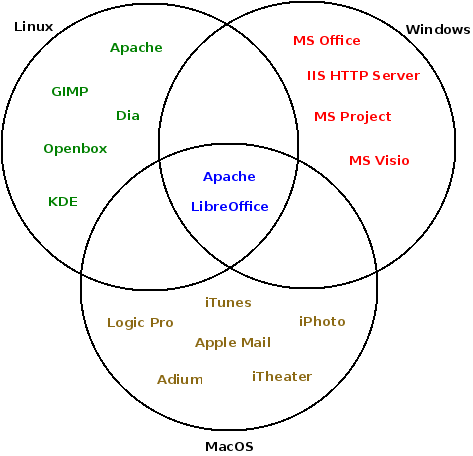 Linux
Windows
Apache
GIMP
Dia
Openbox
KDE
MS Office
IIS HTTP Server
MS Project
MS Visio
Apache
LibreOffice
iTunes
Logic Pro
iPhoto
Apple Mail
Adium
iTheater
MacOS